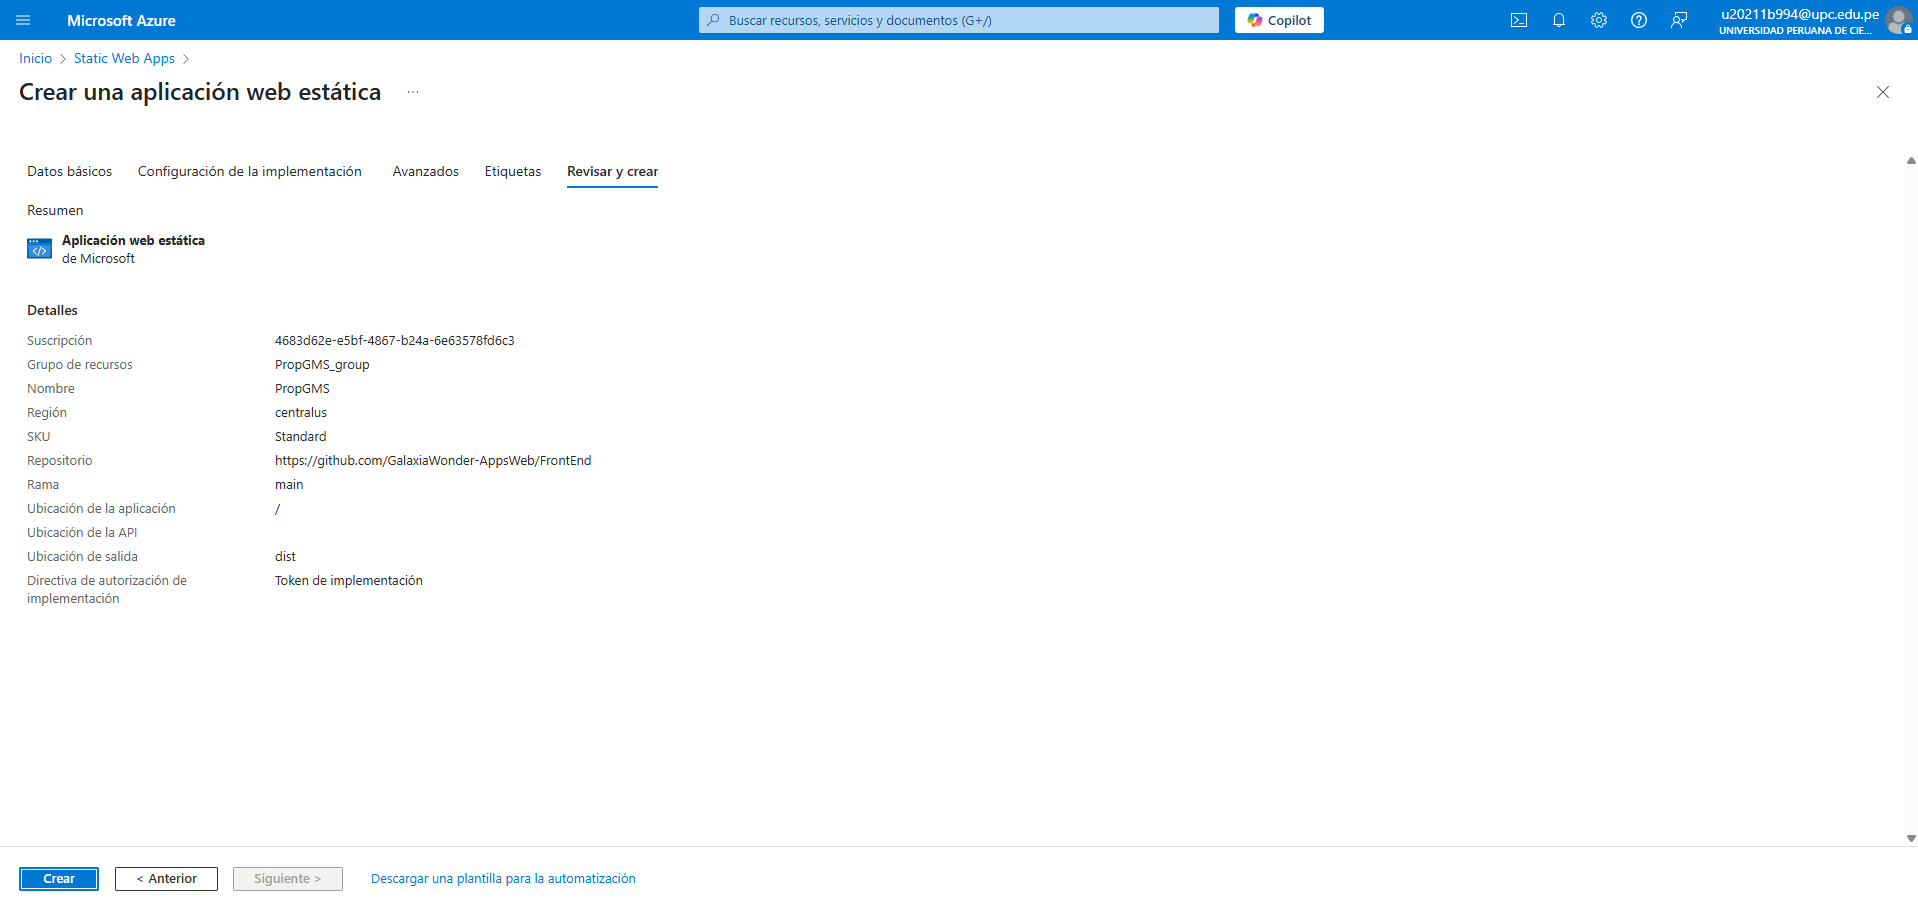 Microsoft Azure
Buscar recursos, servicios y documentos (G+/)
Copilot
u20211b994@upc.edu.pe
UNIVERSIDAD PERUANA DE CIE...
Inicio > Static Web Apps >
Crear una aplicación web estática ...
Datos básicos Configuración de la implementación Avanzados Etiquetas Revisar y crear
Resumen
Aplicación web estática
de Microsoft
Detalles
Suscripción 4683d62e-e5bf-4867-b24a-6e63578fd6c3
Grupo de recursos PropGMS_group
Nombre PropGMS
Región centralus
SKU Standard
Repositorio https://github.com/GalaxiaWonder-AppsWeb/FrontEnd
Rama main
Ubicación de la aplicación /
Ubicación de la API
Ubicación de salida dist
Directiva de autorización de Token de implementación
implementación
Crear < Anterior Siguiente > Descargar una plantilla para la automatización